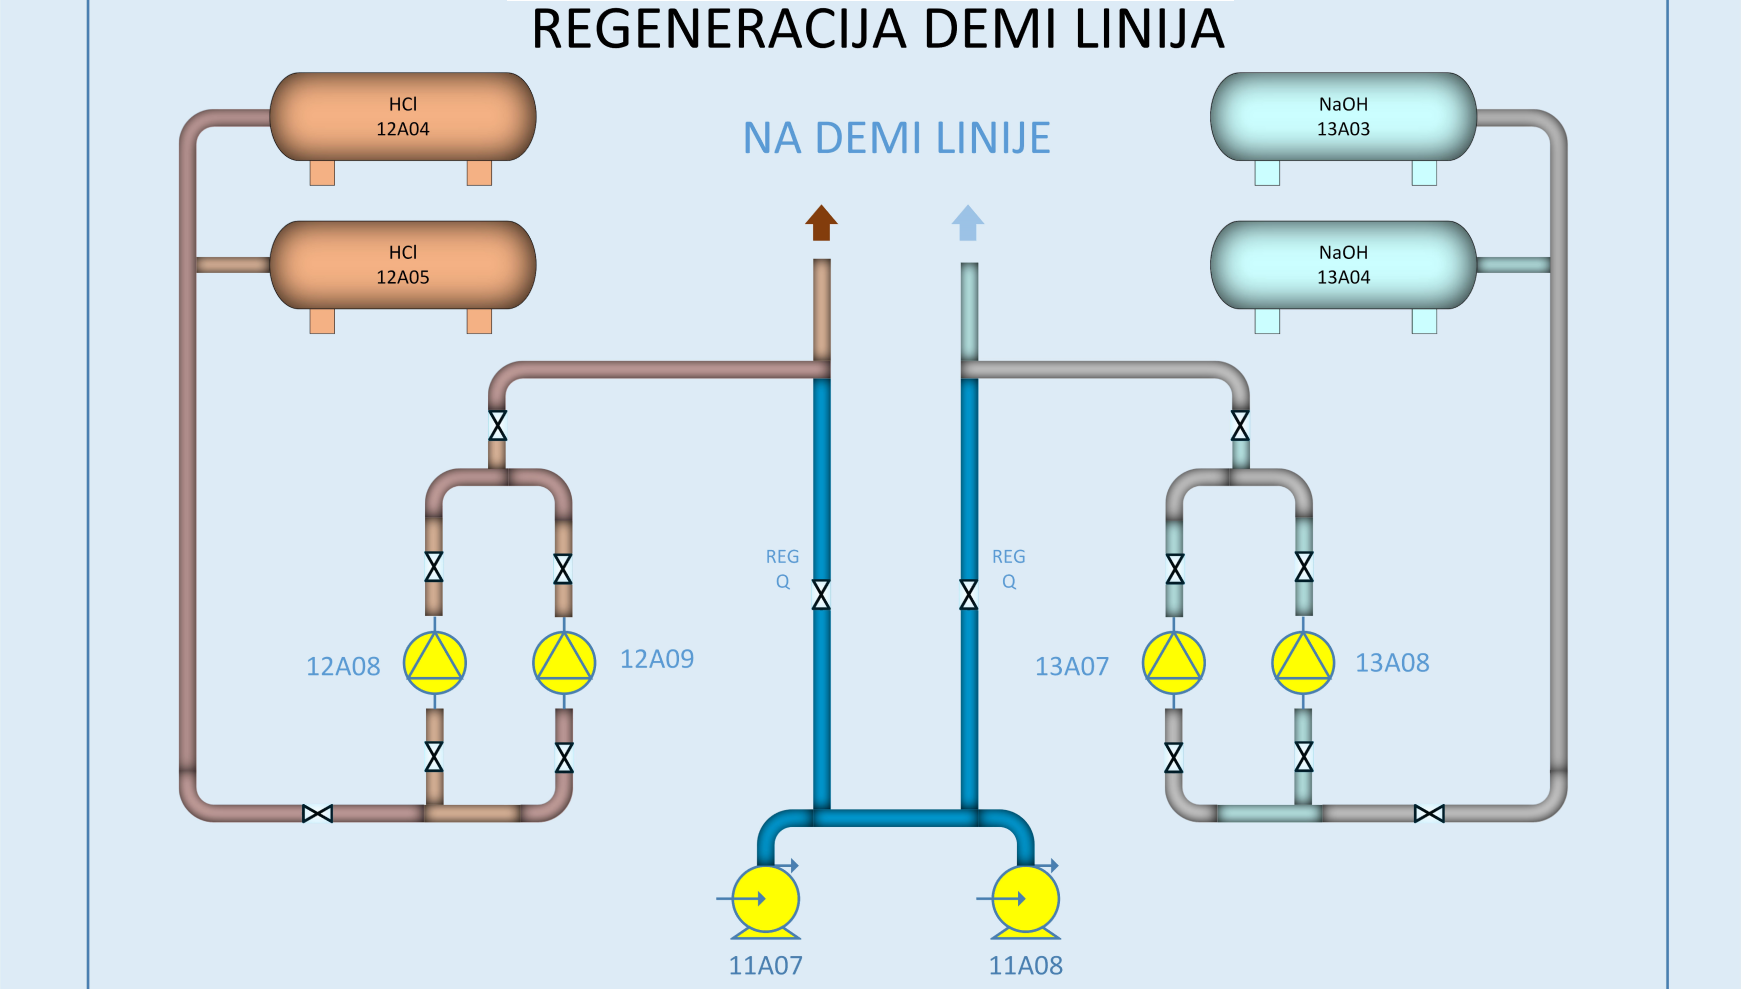 REGENERACIJA DEMI LINIJA
HCl
12A04
NaOH
13A03
NA DEMI LINIJE
HCl
12A05
NaOH
13A04
REG
Q
REG
Q
12A08
12A09
13A07
13A08
11A07
11A08